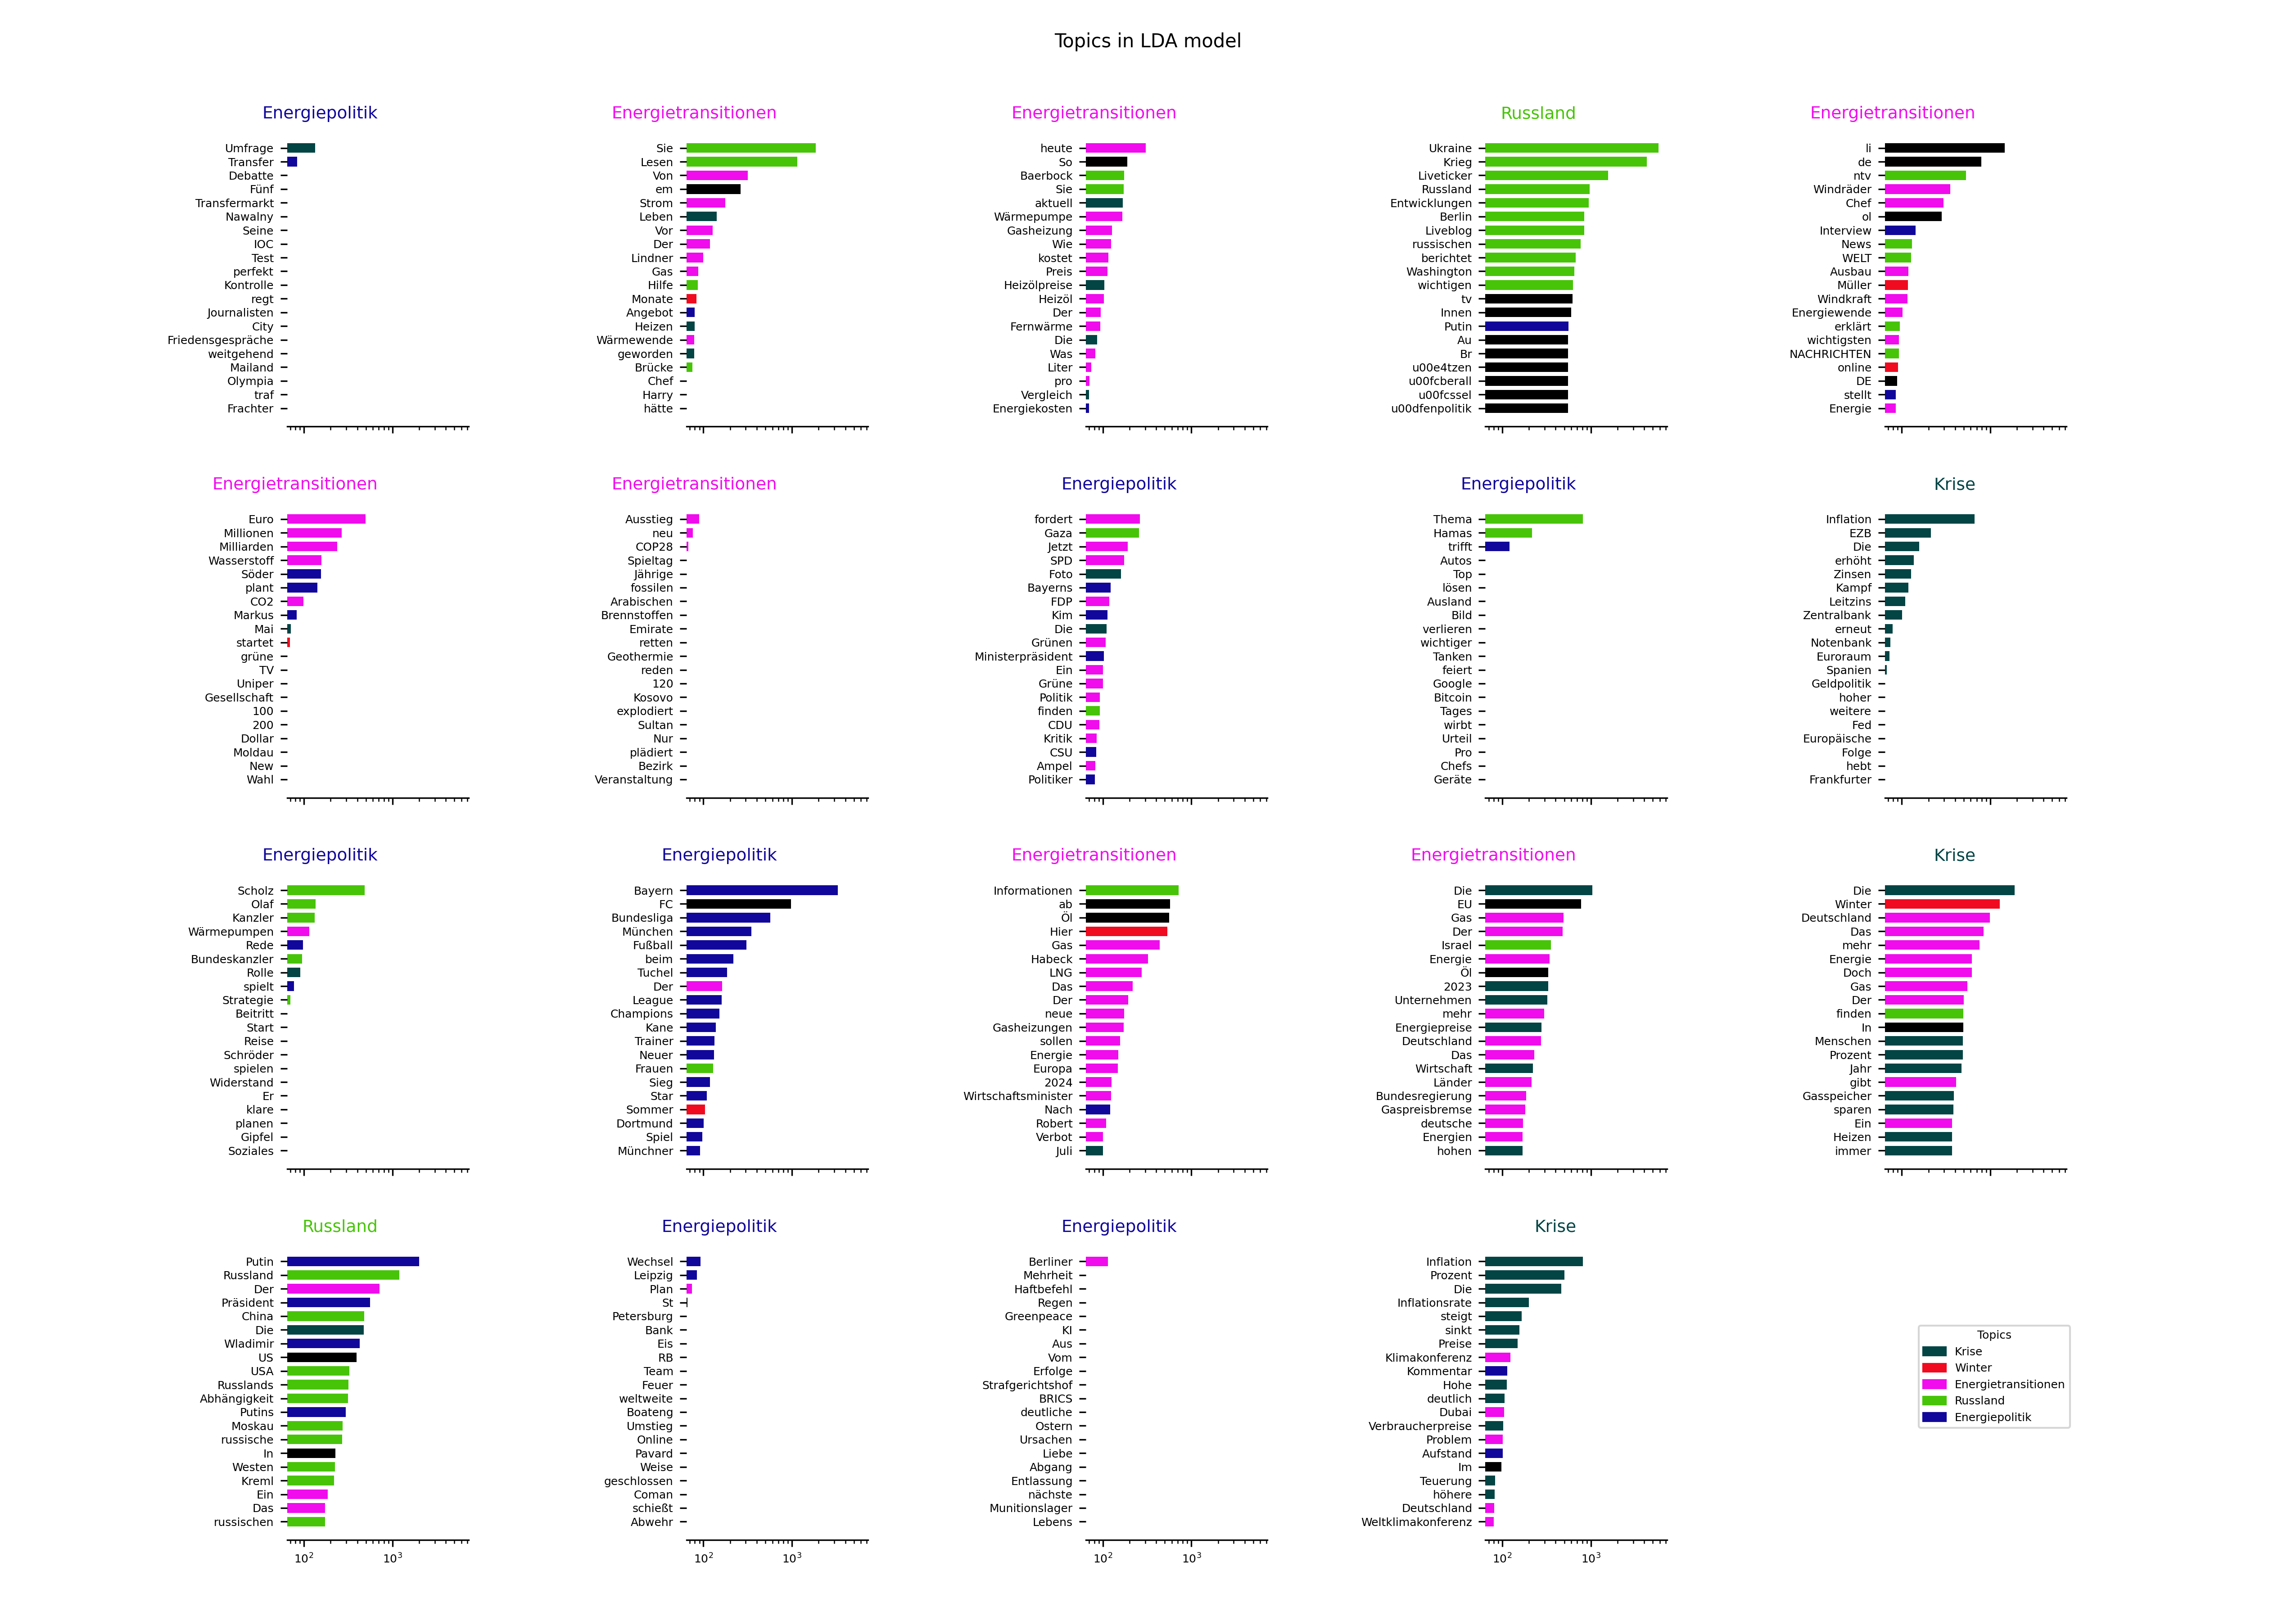 Topics in LDA model
Energiepolitik
Umfrage
Transfer
Debatte
Fünf
Transfermarkt
Nawalny
Seine
IOC
Test
perfekt
Kontrolle
regt
Journalisten
City
Friedensgespräche
weitgehend
Mailand
Olympia
traf
Frachter
Energietransitionen
Sie
Lesen
Von
em
Strom
Leben
Vor
Der
Lindner
Gas
Hilfe
Monate
Angebot
Heizen
Wärmewende
geworden
Brücke
Chef
Harry
hätte
Energietransitionen
heute
So
Baerbock
Sie
aktuell
Wärmepumpe
Gasheizung
Wie
kostet
Preis
Heizölpreise
Heizöl
Der
Fernwärme
Die
Was
Liter
pro
Vergleich
Energiekosten
Russland
Ukraine
Krieg
Liveticker
Russland
Entwicklungen
Berlin
Liveblog
russischen
berichtet
Washington
wichtigen
tv
Innen
Putin
Au
Br
u00e4tzen
u00fcberall
u00fcssel
u00dfenpolitik
Energietransitionen
li
de
ntv
Windräder
Chef
ol
Interview
News
WELT
Ausbau
Müller
Windkraft
Energiewende
erklärt
wichtigsten
NACHRICHTEN
online
DE
stellt
Energie
Energietransitionen
Euro
Millionen
Milliarden
Wasserstoff
Söder
plant
CO2
Markus
Mai
startet
grüne
TV
Uniper
Gesellschaft
100
200
Dollar
Moldau
New
Wahl
Energietransitionen
Ausstieg
neu
COP28
Spieltag
Jährige
fossilen
Arabischen
Brennstoffen
Emirate
retten
Geothermie
reden
120
Kosovo
explodiert
Sultan
Nur
plädiert
Bezirk
Veranstaltung
Energiepolitik
fordert
Gaza
Jetzt
SPD
Foto
Bayerns
FDP
Kim
Die
Grünen
Ministerpräsident
Ein
Grüne
Politik
finden
CDU
Kritik
CSU
Ampel
Politiker
Energiepolitik
Thema
Hamas
trifft
Autos
Top
lösen
Ausland
Bild
verlieren
wichtiger
Tanken
feiert
Google
Bitcoin
Tages
wirbt
Urteil
Pro
Chefs
Geräte
Krise
Inflation
EZB
Die
erhöht
Zinsen
Kampf
Leitzins
Zentralbank
erneut
Notenbank
Euroraum
Spanien
Geldpolitik
hoher
weitere
Fed
Europäische
Folge
hebt
Frankfurter
Energiepolitik
Scholz
Olaf
Kanzler
Wärmepumpen
Rede
Bundeskanzler
Rolle
spielt
Strategie
Beitritt
Start
Reise
Schröder
spielen
Widerstand
Er
klare
planen
Gipfel
Soziales
Energiepolitik
Bayern
FC
Bundesliga
München
Fußball
beim
Tuchel
Der
League
Champions
Kane
Trainer
Neuer
Frauen
Sieg
Star
Sommer
Dortmund
Spiel
Münchner
Energietransitionen
Informationen
ab
Öl
Hier
Gas
Habeck
LNG
Das
Der
neue
Gasheizungen
sollen
Energie
Europa
2024
Wirtschaftsminister
Nach
Robert
Verbot
Juli
Energietransitionen
Die
EU
Gas
Der
Israel
Energie
Öl
2023
Unternehmen
mehr
Energiepreise
Deutschland
Das
Wirtschaft
Länder
Bundesregierung
Gaspreisbremse
deutsche
Energien
hohen
Krise
Die
Winter
Deutschland
Das
mehr
Energie
Doch
Gas
Der
finden
In
Menschen
Prozent
Jahr
gibt
Gasspeicher
sparen
Ein
Heizen
immer
Russland
Putin
Russland
Der
Präsident
China
Die
Wladimir
US
USA
Russlands
Abhängigkeit
Putins
Moskau
russische
In
Westen
Kreml
Ein
Das
russischen
10² 10³
Energiepolitik
Wechsel
Leipzig
Plan
St
Petersburg
Bank
Eis
RB
Team
Feuer
weltweite
Boateng
Umstieg
Online
Pavard
Weise
geschlossen
Coman
schießt
Abwehr
10² 10³
Energiepolitik
Berliner
Mehrheit
Haftbefehl
Regen
Greenpeace
KI
Aus
Vom
Erfolge
Strafgerichtshof
BRICS
deutliche
Ostern
Ursachen
Liebe
Abgang
Entlassung
nächste
Munitionslager
Lebens
10² 10³
Krise
Inflation
Prozent
Die
Inflationsrate
steigt
sinkt
Preise
Klimakonferenz
Kommentar
Hohe
deutlich
Dubai
Verbraucherpreise
Problem
Aufstand
Im
Teuerung
höhere
Deutschland
Weltklimakonferenz
10² 10³
Topics
Krise
Winter
Energietransitionen
Russland
Energiepolitik